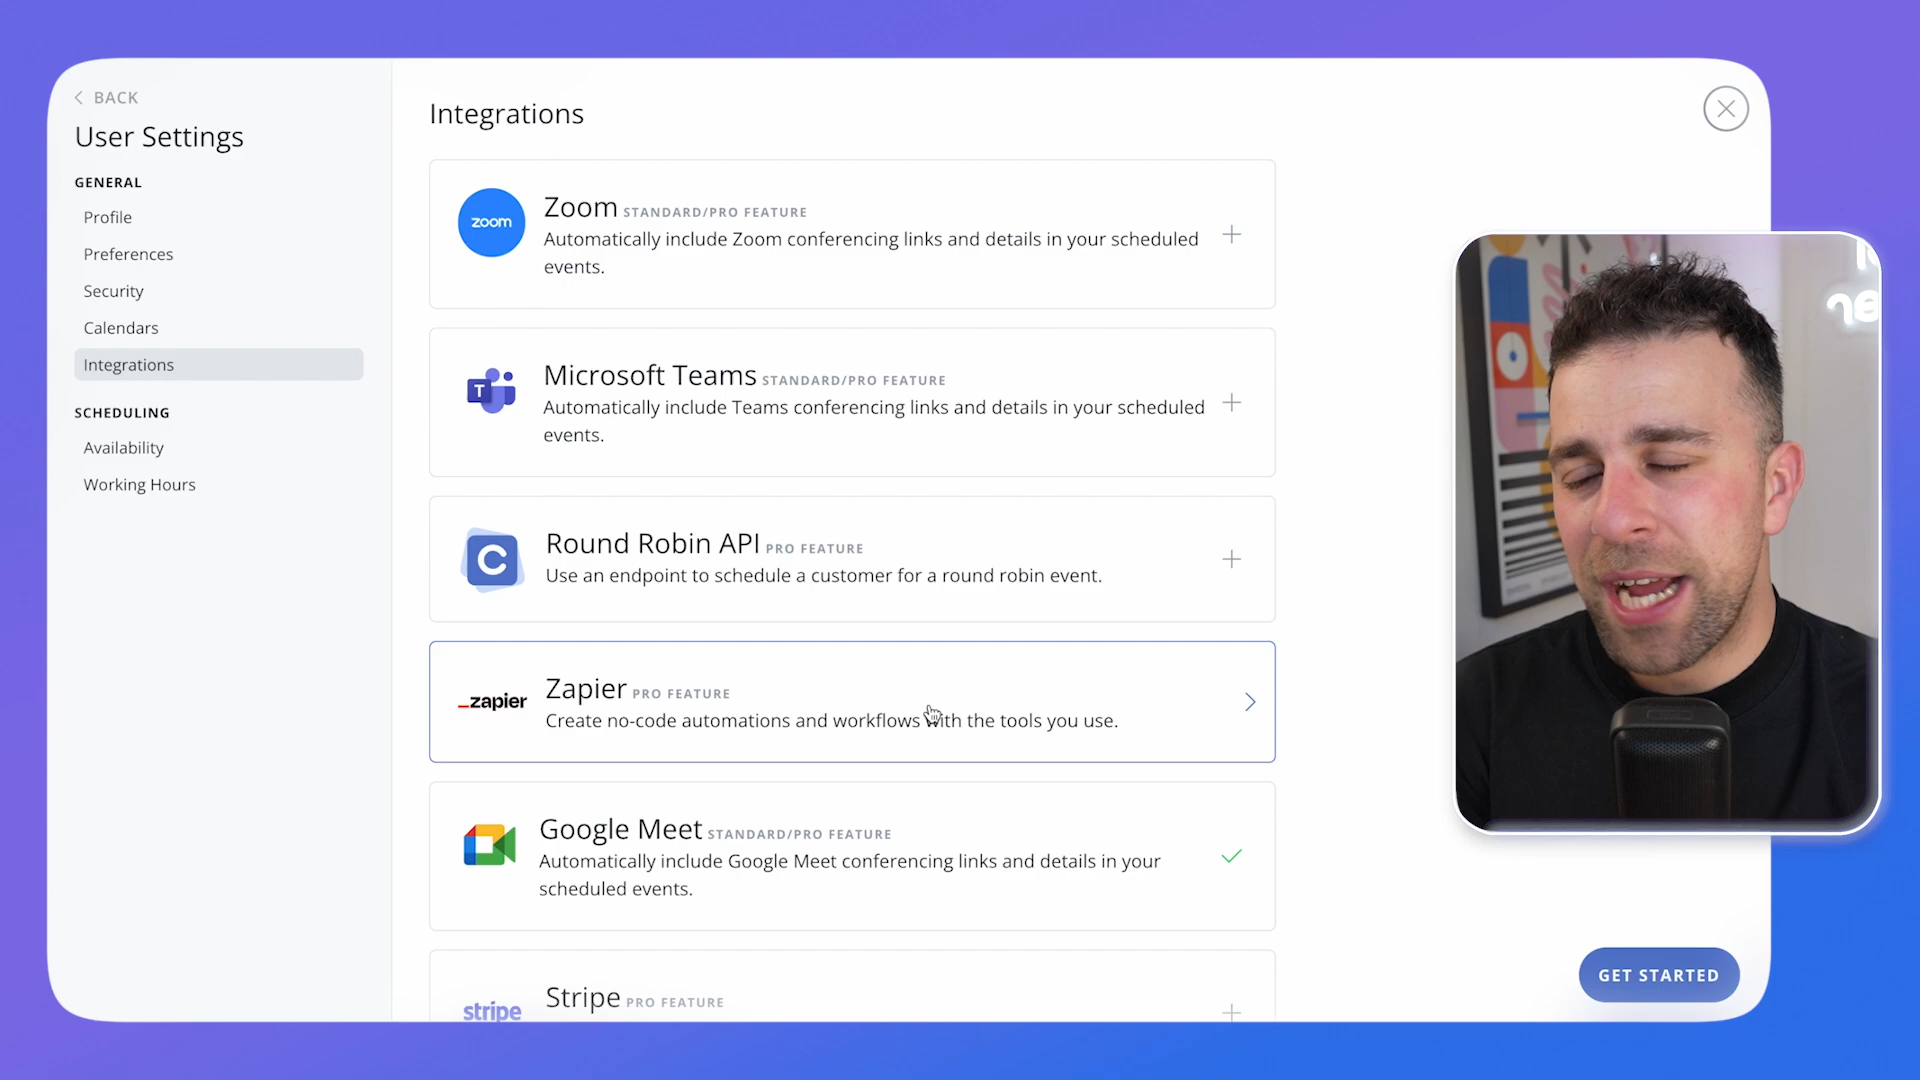 BACK
User Settings
GENERAL
Profile
Preferences
Security
Calendars
Integrations
SCHEDULING
Availability
Working Hours
Integrations
zoom
Zoom STANDARD/PRO FEATURE
Automatically include Zoom conferencing links and details in your scheduled
events.
T
Microsoft Teams STANDARD/PRO FEATURE
Automatically include Teams conferencing links and details in your scheduled
events.
C
Round Robin API PRO FEATURE
Use an endpoint to schedule a customer for a round robin event.
_zapier
Zapier PRO FEATURE
Create no-code automations and workflows with the tools you use.
Google Meet STANDARD/PRO FEATURE
Automatically include Google Meet conferencing links and details in your
scheduled events.
stripe
Stripe PRO FEATURE
GET STARTED